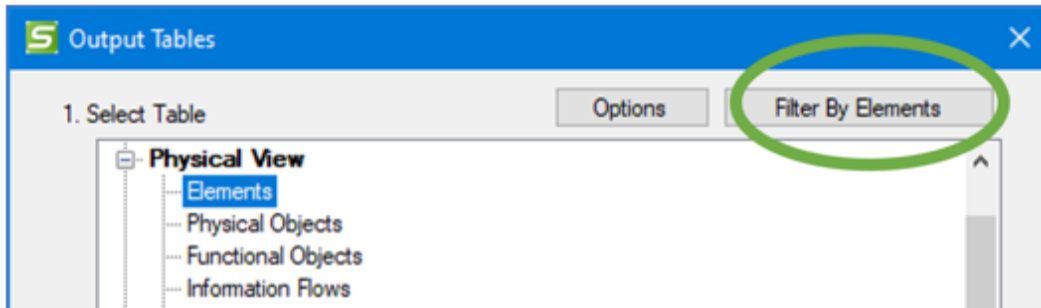 Output Tables
1. Select Table
Options
Filter By Elements
Physical View
Elements
Physical Objects
Functional Objects
Information Flows